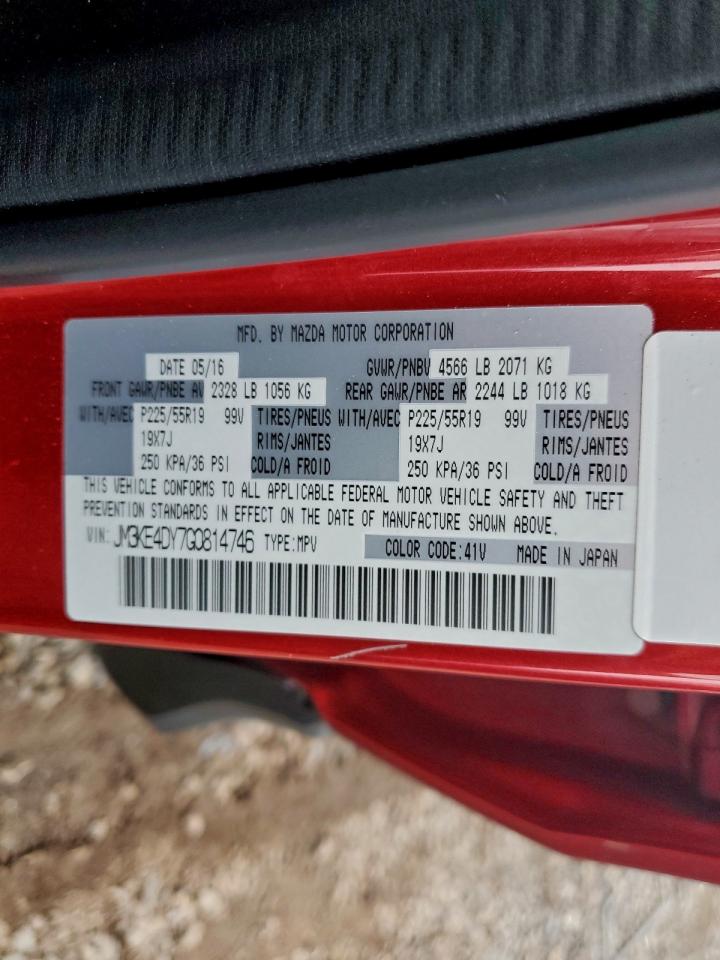 MFD. BY MAZDA MOTOR CORPORATION
DATE 05/16 GVWR/PNBV 4566 LB 2071 KG
FRONT GAWR/PNBE AV 2328 LB 1056 KG REAR GAWR/PNBE AR 2244 LB 1018 KG
WITH/AVEC P225/55R19 99V TIRES/PNEUS WITH/AVEC P225/55R19 99V TIRES/PNEUS
19X7J RIMS/JANTES 19X7J RIMS/JANTES
250 KPA/36 PSI COLD/A FROID 250 KPA/36 PSI COLD/A FROID
THIS VEHICLE CONFORMS TO ALL APPLICABLE FEDERAL MOTOR VEHICLE SAFETY AND THEFT
PREVENTION STANDARDS IN EFFECT ON THE DATE OF MANUFACTURE SHOWN ABOVE.
VIN: JM3KE4DY7G0814746 TYPE:MPV COLOR CODE:41V MADE IN JAPAN